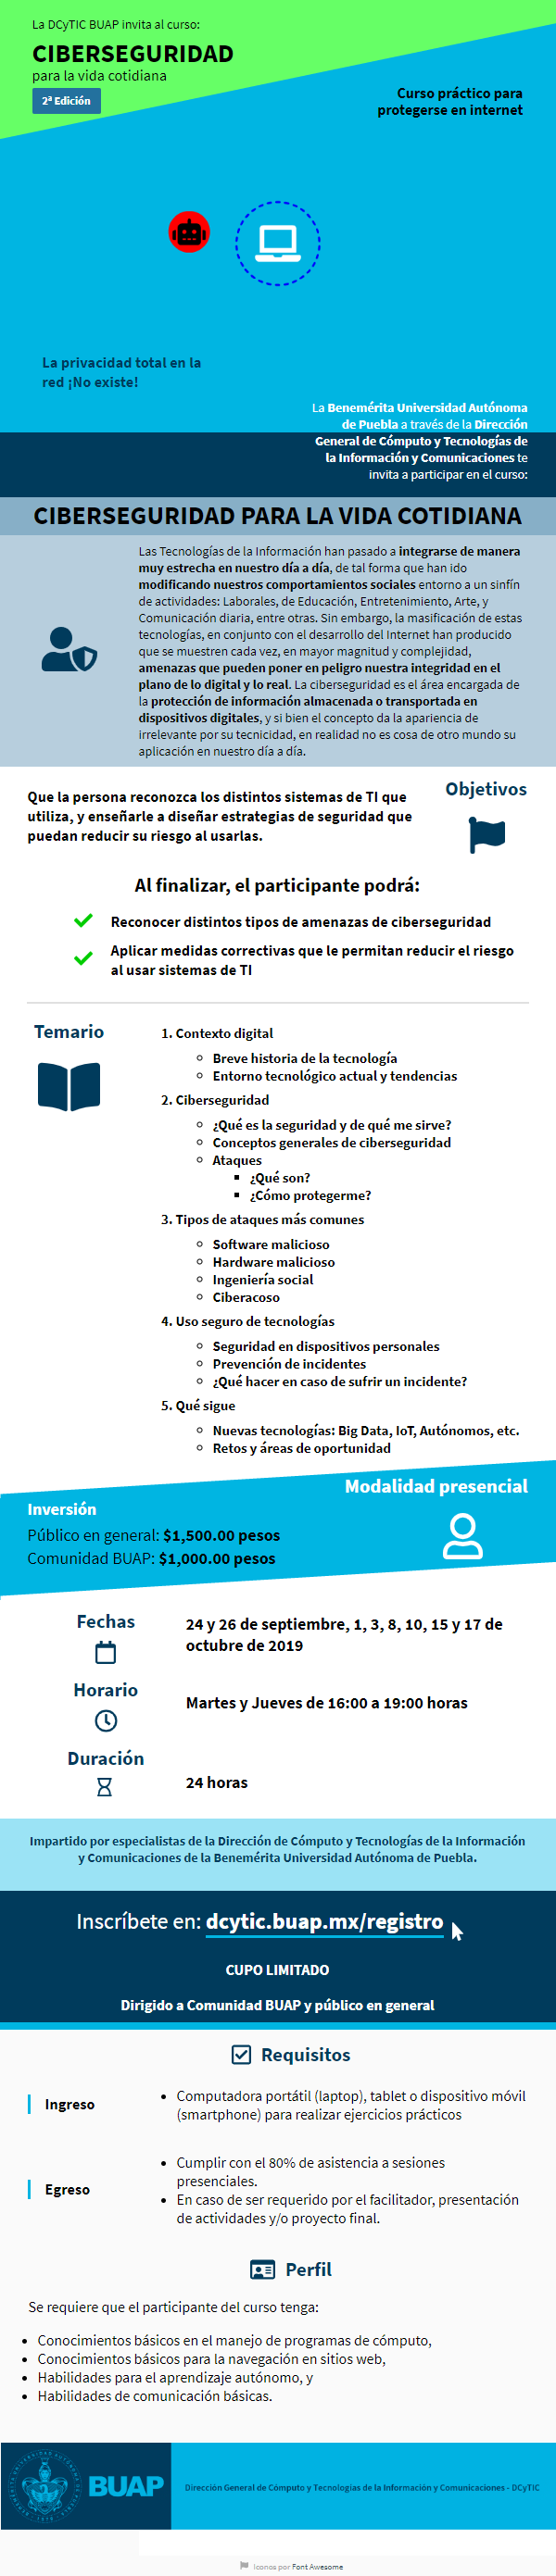 La DCyTIC BUAP invita al curso:
CIBERSEGURIDAD
para la vida cotidiana
2ª Edición
Curso práctico para
protegerse en internet
La privacidad total en la
red ¡No existe!
La Benemérita Universidad Autónoma
de Puebla a través de la Dirección
General de Cómputo y Tecnologías de
la Información y Comunicaciones te
invita a participar en el curso:
CIBERSEGURIDAD PARA LA VIDA COTIDIANA
Las Tecnologías de la Información han pasado a integrarse de manera
muy estrecha en nuestro día a día, de tal forma que han ido
modificando nuestros comportamientos sociales entorno a un sinfín
de actividades: Laborales, de Educación, Entretenimiento, Arte, y
Comunicación diaria, entre otras. Sin embargo, la masificación de estas
tecnologías, en conjunto con el desarrollo del Internet han producido
que se muestren cada vez, en mayor magnitud y complejidad,
amenazas que pueden poner en peligro nuestra integridad en el
plano de lo digital y lo real. La ciberseguridad es el área encargada de
la protección de información almacenada o transportada en
dispositivos digitales, y si bien el concepto da la apariencia de
irrelevante por su tecnicidad, en realidad no es cosa de otro mundo su
aplicación en nuestro día a día.
Objetivos
Que la persona reconozca los distintos sistemas de TI que
utiliza, y enseñarle a diseñar estrategias de seguridad que
puedan reducir su riesgo al usarlas.
Al finalizar, el participante podrá:
Reconocer distintos tipos de amenazas de ciberseguridad
Aplicar medidas correctivas que le permitan reducir el riesgo
al usar sistemas de TI
Temario
1. Contexto digital
Breve historia de la tecnología
Entorno tecnológico actual y tendencias
2. Ciberseguridad
¿Qué es la seguridad y de qué me sirve?
Conceptos generales de ciberseguridad
Ataques
¿Qué son?
¿Cómo protegerme?
3. Tipos de ataques más comunes
Software malicioso
Hardware malicioso
Ingeniería social
Ciberacoso
4. Uso seguro de tecnologías
Seguridad en dispositivos personales
Prevención de incidentes
¿Qué hacer en caso de sufrir un incidente?
5. Qué sigue
Nuevas tecnologías: Big Data, IoT, Autónomos, etc.
Retos y áreas de oportunidad
Modalidad presencial
Inversión
Público en general: $1,500.00 pesos
Comunidad BUAP: $1,000.00 pesos
Fechas
24 y 26 de septiembre, 1, 3, 8, 10, 15 y 17 de
octubre de 2019
Horario
Martes y Jueves de 16:00 a 19:00 horas
Duración
24 horas
Impartido por especialistas de la Dirección de Cómputo y Tecnologías de la Información
y Comunicaciones de la Benemérita Universidad Autónoma de Puebla.
Inscríbete en: dcytic.buap.mx/registro
CUPO LIMITADO
Dirigido a Comunidad BUAP y público en general
Requisitos
Ingreso
Computadora portátil (laptop), tablet o dispositivo móvil
(smartphone) para realizar ejercicios prácticos
Egreso
Cumplir con el 80% de asistencia a sesiones
presenciales.
En caso de ser requerido por el facilitador, presentación
de actividades y/o proyecto final.
Perfil
Se requiere que el participante del curso tenga:
Conocimientos básicos en el manejo de programas de cómputo,
Conocimientos básicos para la navegación en sitios web,
Habilidades para el aprendizaje autónomo, y
Habilidades de comunicación básicas.
BUAP
Dirección General de Cómputo y Tecnologías de la Información y Comunicaciones - DCyTIC
Iconos por Font Awesome